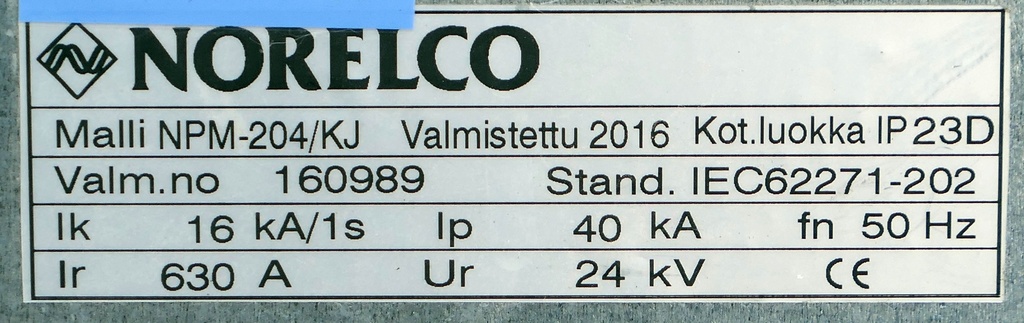 NORELCO
Malli NPM-204/KJ Valmistettu 2016 Kot.luokka IP23D
Valm.no 160989 Stand. IEC62271-202
Ik 16 kA/1s Ip 40 kA fn 50 Hz
Ir 630 A Ur 24 kV CE